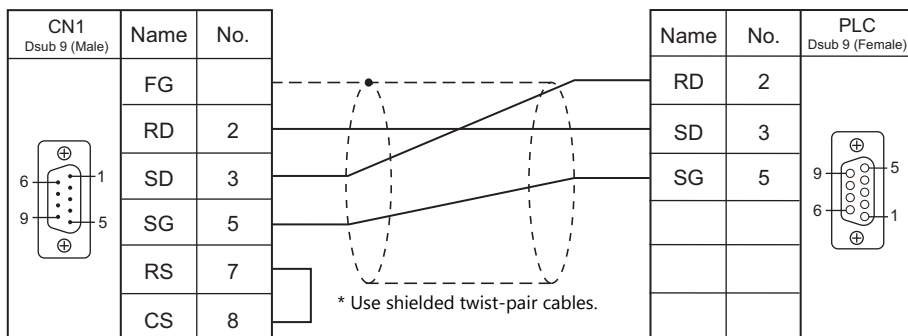 CN1
Dsub 9 (Male)
Name No.
FG
RD 2
SD 3
SG 5
RS 7
CS 8
6 1
9 5
* Use shielded twist-pair cables.
Name No.
PLC
Dsub 9 (Female)
RD 2
SD 3
SG 5
9 5
6 1